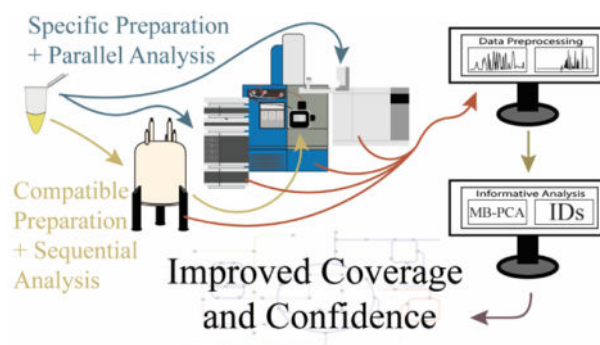 Specific Preparation
+ Parallel Analysis
Data Preprocessing
Compatible
Preparation
+ Sequential
Analysis
Informative Analysis
MB-PCA
IDs
Improved Coverage
and Confidence